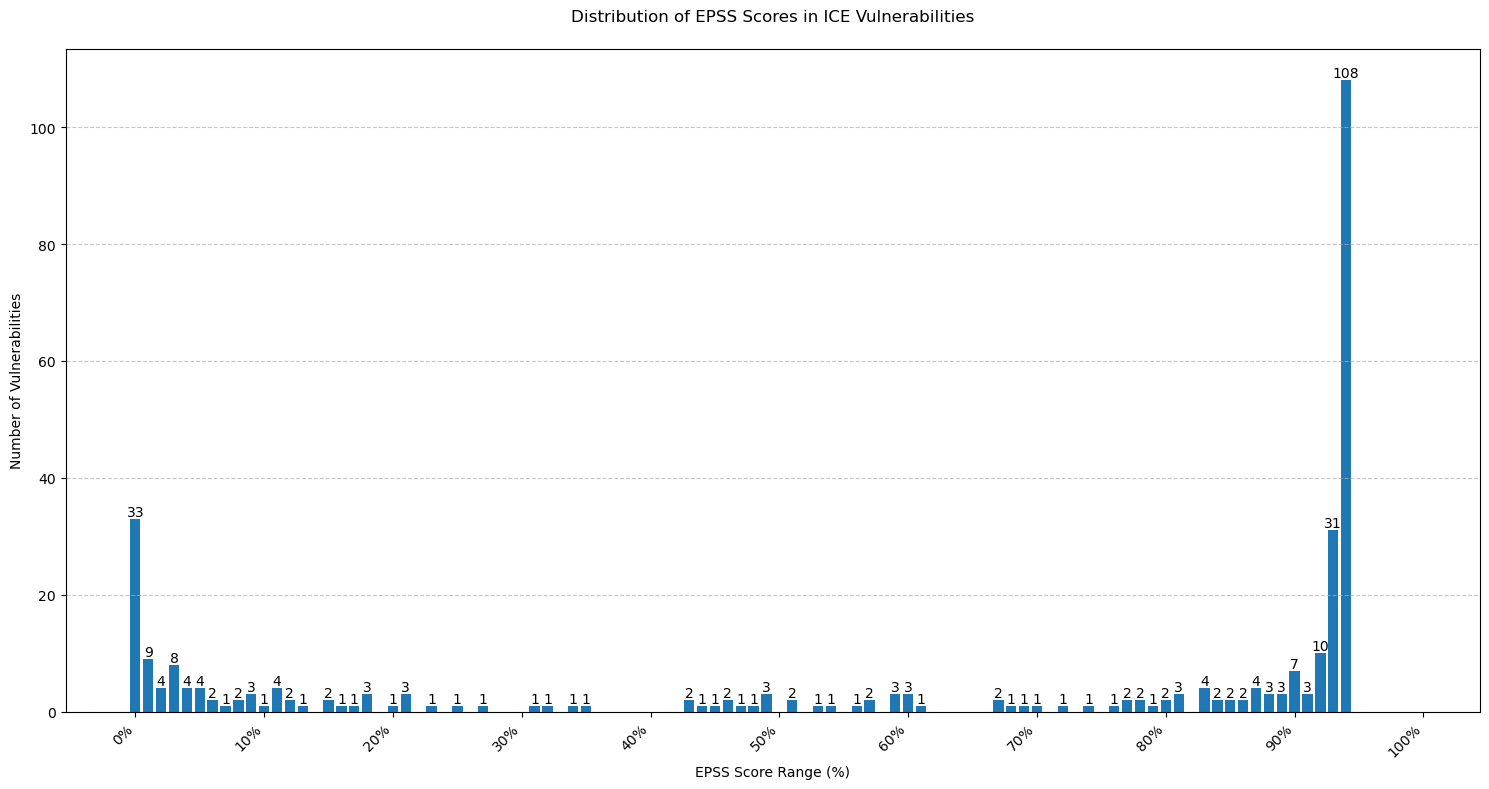 Distribution of EPSS Scores in ICE Vulnerabilities
Number of Vulnerabilities
100
80
60
40
20
0
33 9 4 8 4 4 2 1 2 3 1 4 2 1 2 1 1 3 1 3 1 1 1 1 1 1 1 2 1 1 2 1 1 3 2 1 1 1 2 3 3 1 2 1 1 1 1 1 1 2 2 1 2 3 4 2 2 2 4 3 3 7 3 10 31 108
0% 10% 20% 30% 40% 50% 60% 70% 80% 90% 100%
EPSS Score Range (%)